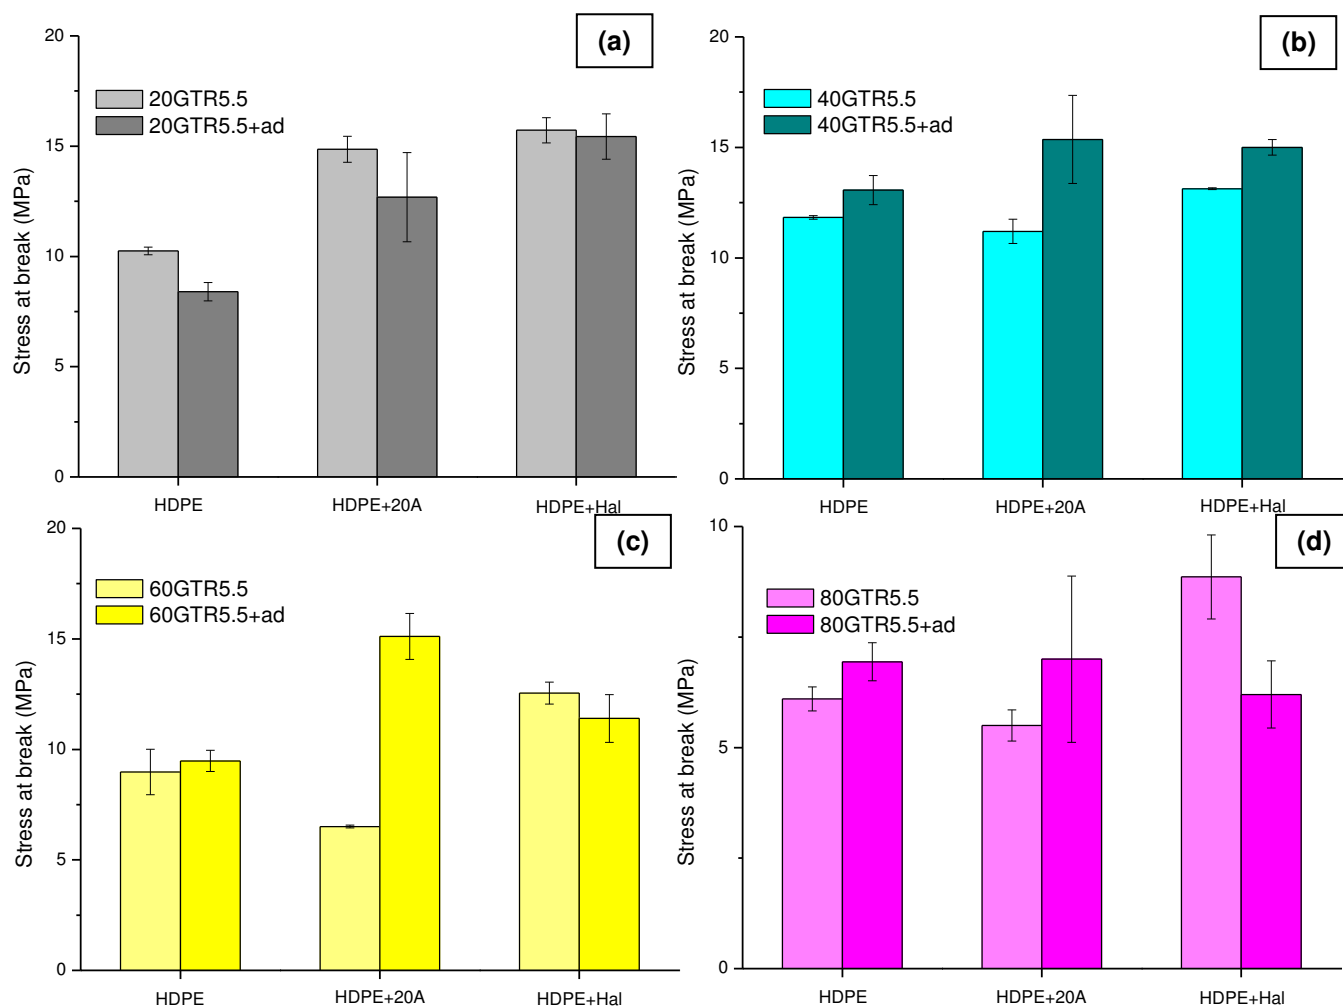 (a)
20
15
10
5
0
Stress at break (MPa)
20GTR5.5
20GTR5.5+ad
HDPE
HDPE+20A
HDPE+Hal
(b)
20
15
10
5
0
Stress at break (MPa)
40GTR5.5
40GTR5.5+ad
HDPE
HDPE+20A
HDPE+Hal
(c)
20
15
10
5
0
Stress at break (MPa)
60GTR5.5
60GTR5.5+ad
HDPE
HDPE+20A
HDPE+Hal
(d)
10
5
0
Stress at break (MPa)
80GTR5.5
80GTR5.5+ad
HDPE
HDPE+20A
HDPE+Hal